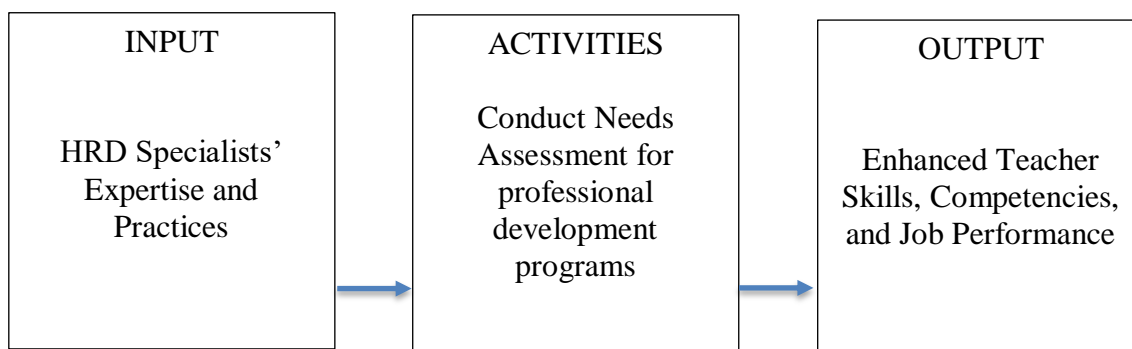 INPUT
HRD Specialists’
Expertise and
Practices
ACTIVITIES
Conduct Needs
Assessment for
professional
development
programs
OUTPUT
Enhanced Teacher
Skills, Competencies,
and Job Performance